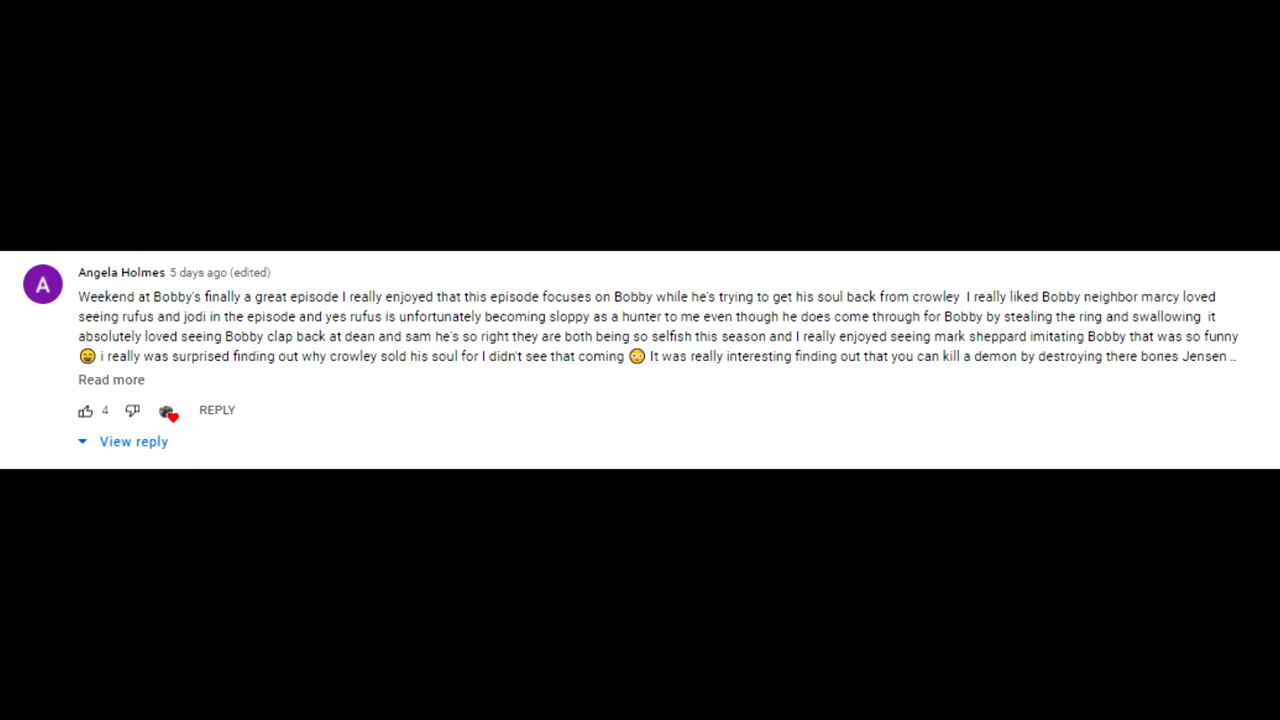 A
Angela Holmes 5 days ago (edited)
Weekend at Bobby's finally a great episode I really enjoyed that this episode focuses on Bobby while he's trying to get his soul back from crowley  I really liked Bobby neighbor marcy loved
seeing rufus and jodi in the episode and yes rufus is unfortunately becoming sloppy as a hunter to me even though he does come through for Bobby by stealing the ring and swallowing  it
absolutely loved seeing Bobby clap back at dean and sam he's so right they are both being so selfish this season and I really enjoyed seeing mark sheppard imitating Bobby that was so funny
😄 i really was surprised finding out why crowley sold his soul for I didn't see that coming 😳 It was really interesting finding out that you can kill a demon by destroying there bones Jensen ...
Read more
4 REPLY
View reply